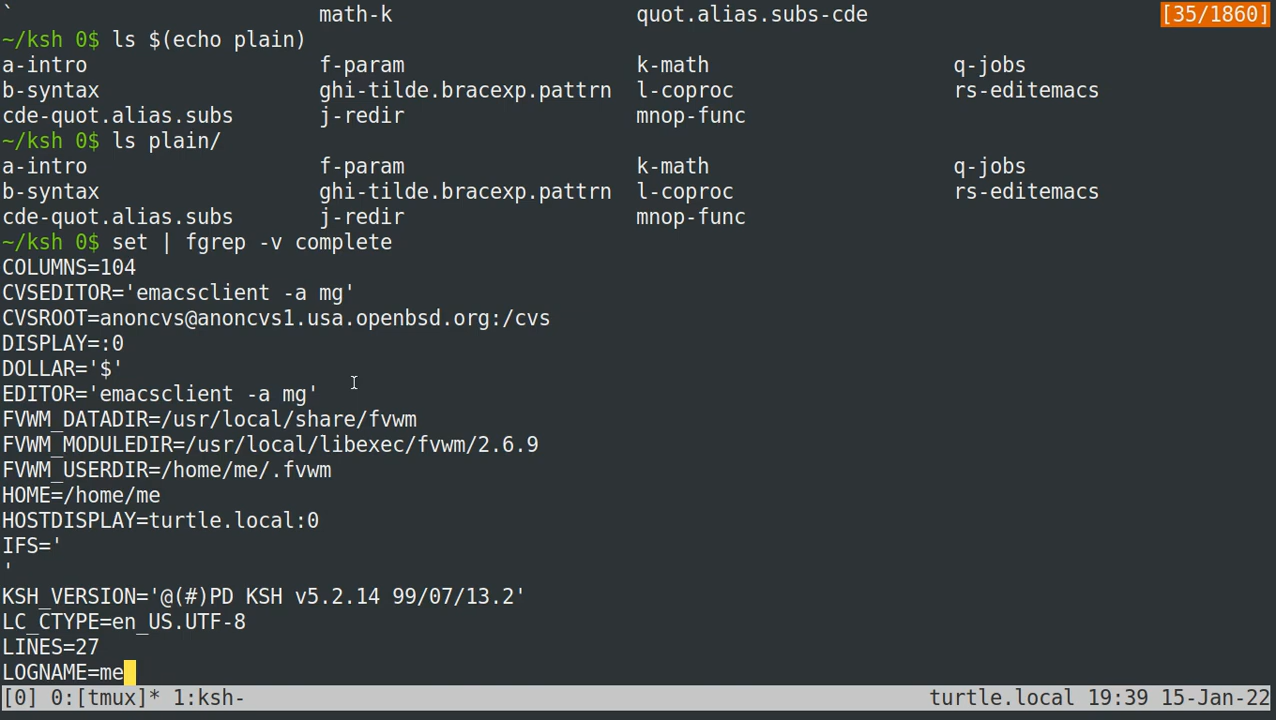 ` math-k quot.alias.subs-cde [35/1860]
~/ksh 0$ ls $(echo plain)
a-intro f-param k-math q-jobs
b-syntax ghi-tilde.bracexp.pattrn l-coproc rs-editemacs
cde-quot.alias.subs j-redir mnop-func
~/ksh 0$ ls plain/
a-intro f-param k-math q-jobs
b-syntax ghi-tilde.bracexp.pattrn l-coproc rs-editemacs
cde-quot.alias.subs j-redir mnop-func
~/ksh 0$ set | fgrep -v complete
COLUMNS=104
CVSEDITOR='emacsclient -a mg'
CVSROOT=anoncvs@anoncvs1.usa.openbsd.org:/cvs
DISPLAY=:0
DOLLAR='$'
EDITOR='emacsclient -a mg'
FVWM_DATADIR=/usr/local/share/fvwm
FVWM_MODULEDIR=/usr/local/libexec/fvwm/2.6.9
FVWM_USERDIR=/home/me/.fvwm
HOME=/home/me
HOSTDISPLAY=turtle.local:0
IFS='
'
KSH_VERSION='@(#)PD KSH v5.2.14 99/07/13.2'
LC_CTYPE=en_US.UTF-8
LINES=27
LOGNAME=me
[0] 0:[tmux]* 1:ksh- turtle.local 19:39 15-Jan-22